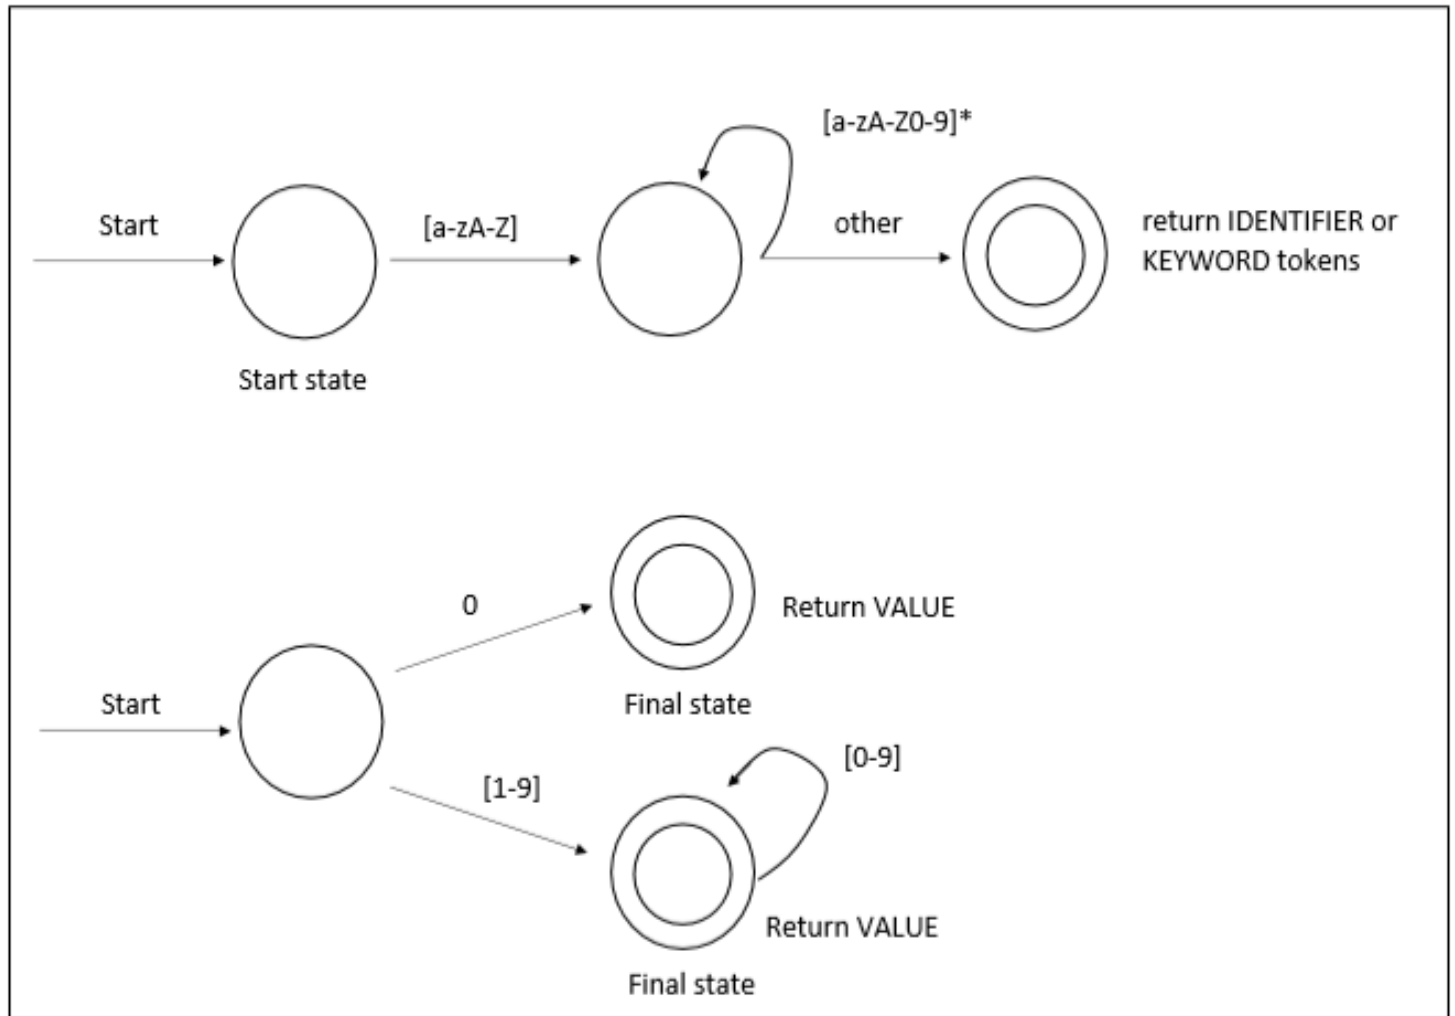 [a-zA-Z0-9]*
Start
[a-zA-Z]
other
return IDENTIFIER or
KEYWORD tokens
Start state
0
Return VALUE
Start
Final state
[1-9]
[0-9]
Return VALUE
Final state